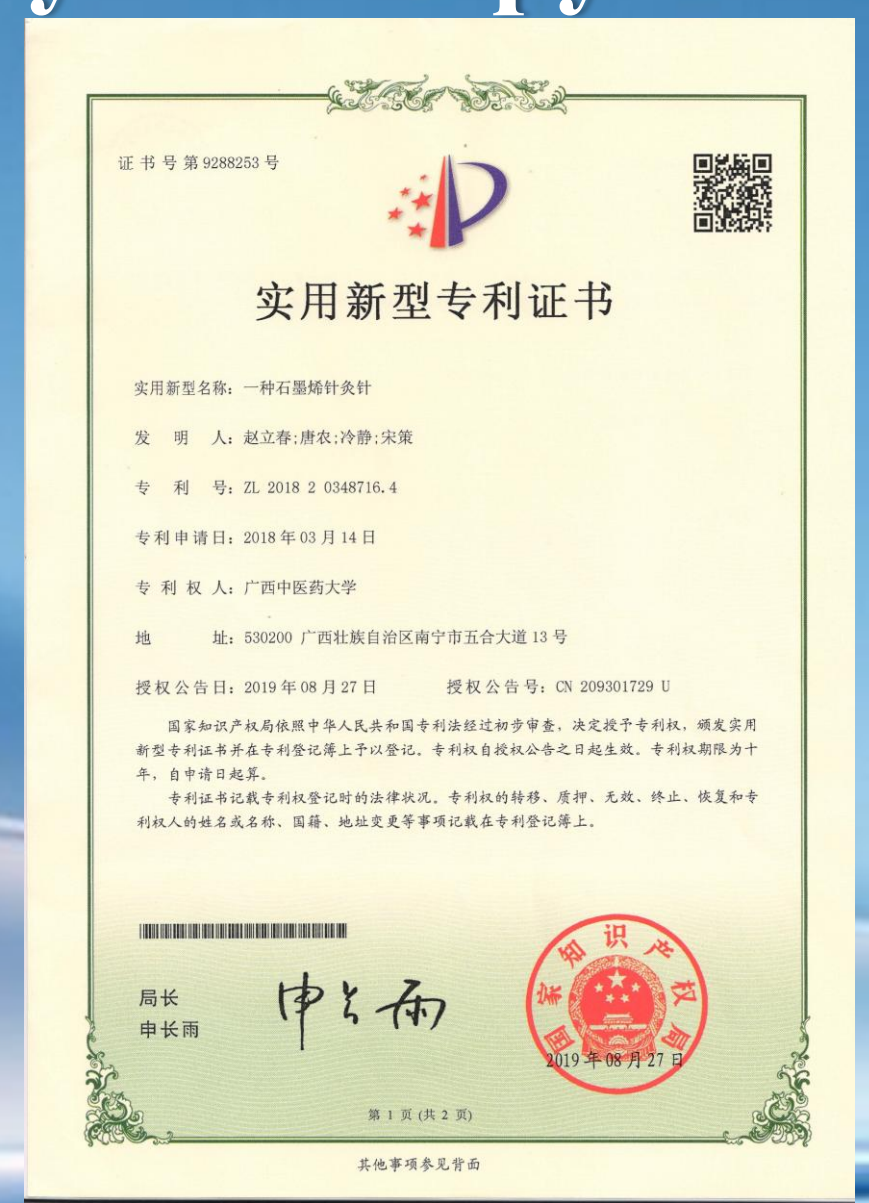 证书号第9288253号
实用新型专利证书
实用新型名称：一种石墨烯针灸针
发明人：赵立春;唐农;冷静;宋策
专利号：ZL 2018 2 0348716.4
专利申请日：2018年03月14日
专利权人：广西中医药大学
地址：530200 广西壮族自治区南宁市五合大道13号
授权公告日：2019年08月27日 授权公告号：CN 209301729 U
国家知识产权局依照中华人民共和国专利法经过初步审查，决定授予专利权，颁发实用
新型专利证书并在专利登记簿上予以登记。专利权自授权公告之日起生效。专利权期限为十
年，自申请日起算。
专利证书记载专利权登记时的法律状况。专利权的转移、质押、无效、终止、恢复和专
利权人的姓名或名称、国籍、地址变更等事项记载在专利登记簿上。
局长
申长雨
申长雨
国家知识产权局
2019年08月27日
第 1 页 (共 2 页)
其他事项参见背面